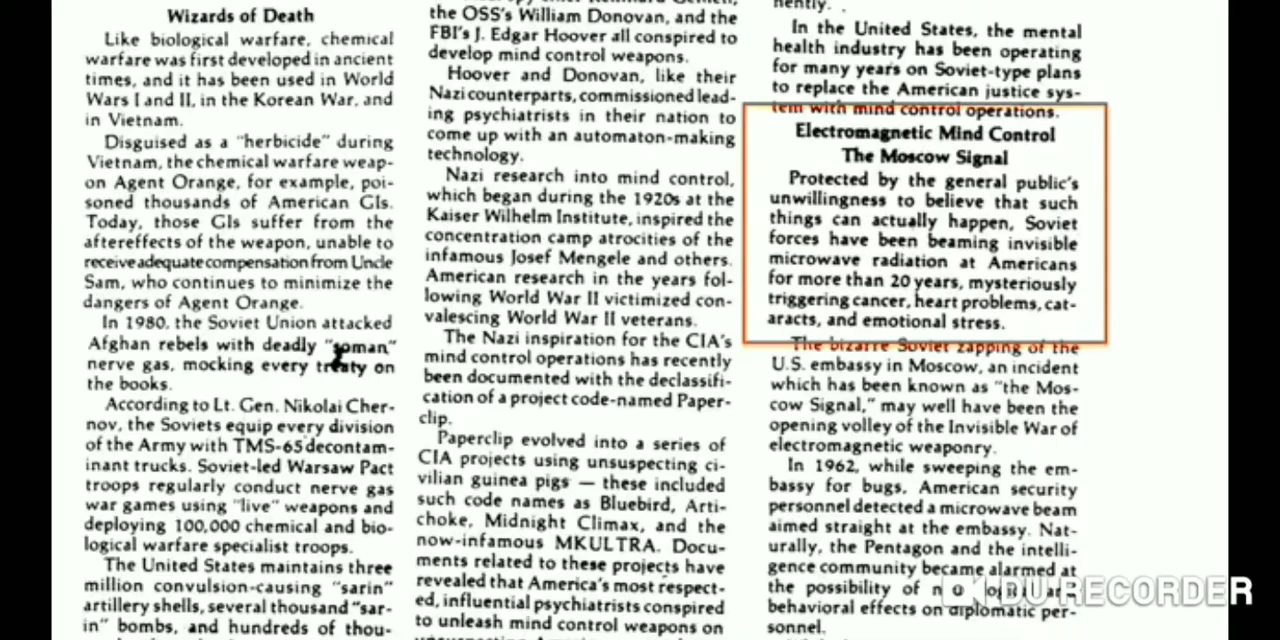 Wizards of Death
Like biological warfare, chemical
warfare was first developed in ancient
times, and it has been used in World
Wars I and II, in the Korean War, and
in Vietnam.
Disguised as a "herbicide" during
Vietnam, the chemical warfare weap-
on Agent Orange, for example, poi-
soned thousands of American GIs.
Today, those GIs suffer from the
aftereffects of the weapon, unable to
receive adequate compensation from Uncle
Sam, who continues to minimize the
dangers of Agent Orange.
In 1980, the Soviet Union attacked
Afghan rebels with deadly "soman"
nerve gas, mocking every treaty on
the books.
According to Lt. Gen. Nikolai Cher-
nov, the Soviets equip every division
of the Army with TMS-65 decontam-
inant trucks. Soviet-led Warsaw Pact
troops regularly conduct nerve gas
war games using "live" weapons and
deploying 100,000 chemical and bio-
logical warfare specialist troops.
The United States maintains three
million convulsion-causing "sarin"
artillery shells, several thousand "sar-
in" bombs, and hundreds of thou-
the OSS's William Donovan, and the
FBI's J. Edgar Hoover all conspired to
develop mind control weapons.
Hoover and Donovan, like their
Nazi counterparts, commissioned lead-
ing psychiatrists in their nation to
come up with an automaton-making
technology.
Nazi research into mind control,
which began during the 1920s at the
Kaiser Wilhelm Institute, inspired the
concentration camp atrocities of the
infamous Josef Mengele and others.
American research in the years fol-
lowing World War II victimized con-
valescing World War II veterans.
The Nazi inspiration for the CIA's
mind control operations has recently
been documented with the declassifi-
cation of a project code-named Paper-
clip.
Paperclip evolved into a series of
CIA projects using unsuspecting ci-
vilian guinea pigs — these included
such code names as Bluebird, Arti-
choke, Midnight Climax, and the
now-infamous MKULTRA. Docu-
ments related to these projects have
revealed that America's most respect-
ed, influential psychiatrists conspired
to unleash mind control weapons on
nently.
In the United States, the mental
health industry has been operating
for many years on Soviet-type plans
to replace the American justice sys-
tem with mind control operations.
Electromagnetic Mind Control
The Moscow Signal
Protected by the general public's
unwillingness to believe that such
things can actually happen, Soviet
forces have been beaming invisible
microwave radiation at Americans
for more than 20 years, mysteriously
triggering cancer, heart problems, cat-
aracts, and emotional stress.
The bizarre Soviet zapping of the
U.S. embassy in Moscow, an incident
which has been known as "the Mos-
cow Signal," may well have been the
opening volley of the Invisible War of
electromagnetic weaponry.
In 1962, while sweeping the em-
bassy for bugs, American security
personnel detected a microwave beam
aimed straight at the embassy. Nat-
urally, the Pentagon and the intelli-
gence community became alarmed at
the possibility of
behavioral effects on diplomatic per-
sonnel.
DU RECORDER